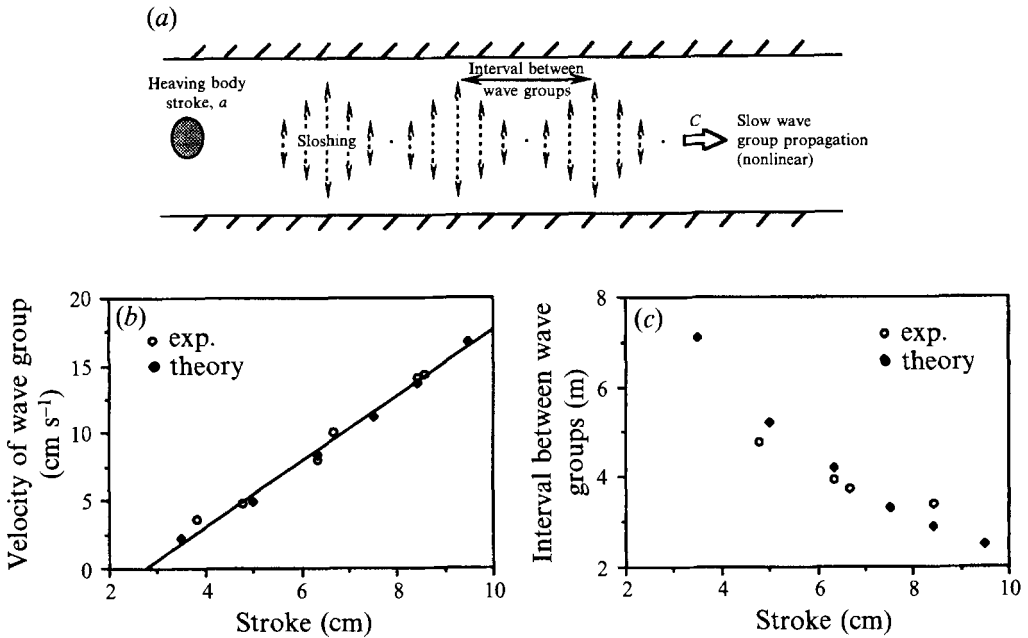 (a)
Heaving body
stroke, a
Sloshing
Interval between
wave groups
C
Slow wave
group propagation
(nonlinear)
(b)
exp.
theory
Velocity of wave group
(cm s⁻¹)
20
15
10
5
0
2
4
6
8
10
Stroke (cm)
(c)
exp.
theory
Interval between wave
groups (m)
8
6
4
2
2
4
6
8
10
Stroke (cm)